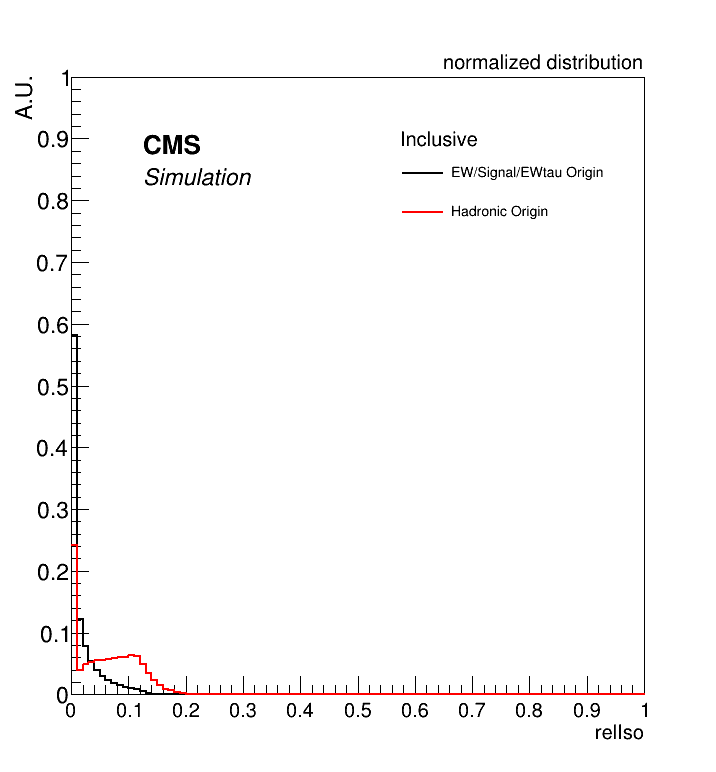 normalized distribution
A.U.
1
0.9
0.8
0.7
0.6
0.5
0.4
0.3
0.2
0.1
0
CMS
Simulation
Inclusive
EW/Signal/EWtau Origin
Hadronic Origin
0 0.1 0.2 0.3 0.4 0.5 0.6 0.7 0.8 0.9 1
relIso